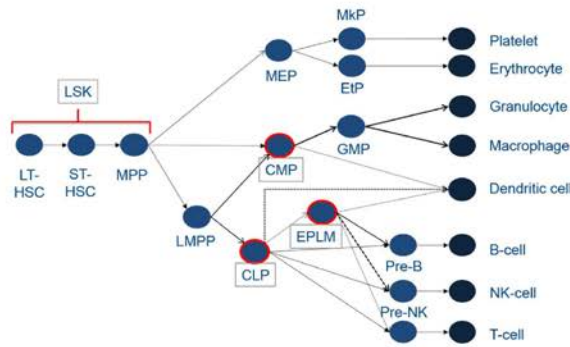 MkP
Platelet
MEP
EtP
Erythrocyte
LSK
Granulocyte
GMP
Macrophage
LT-
HSC
ST-
HSC
MPP
CMP
Dendritic cell
LMPP
EPLM
B-cell
CLP
Pre-B
NK-cell
Pre-NK
T-cell